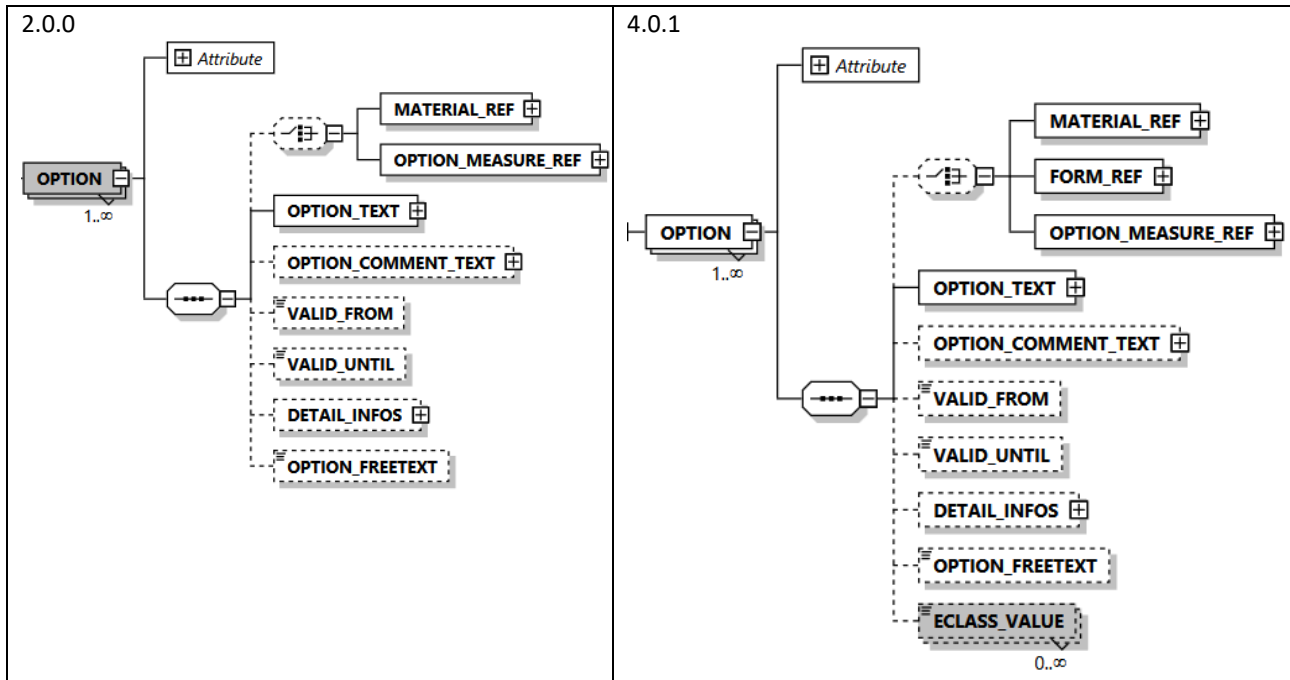 2.0.0
Attribute
MATERIAL_REF
OPTION_MEASURE_REF
OPTION
1..∞
OPTION_TEXT
OPTION_COMMENT_TEXT
VALID_FROM
VALID_UNTIL
DETAIL_INFOS
OPTION_FREETEXT
4.0.1
Attribute
MATERIAL_REF
FORM_REF
OPTION_MEASURE_REF
OPTION
1..∞
OPTION_TEXT
OPTION_COMMENT_TEXT
VALID_FROM
VALID_UNTIL
DETAIL_INFOS
OPTION_FREETEXT
ECLASS_VALUE
0..∞